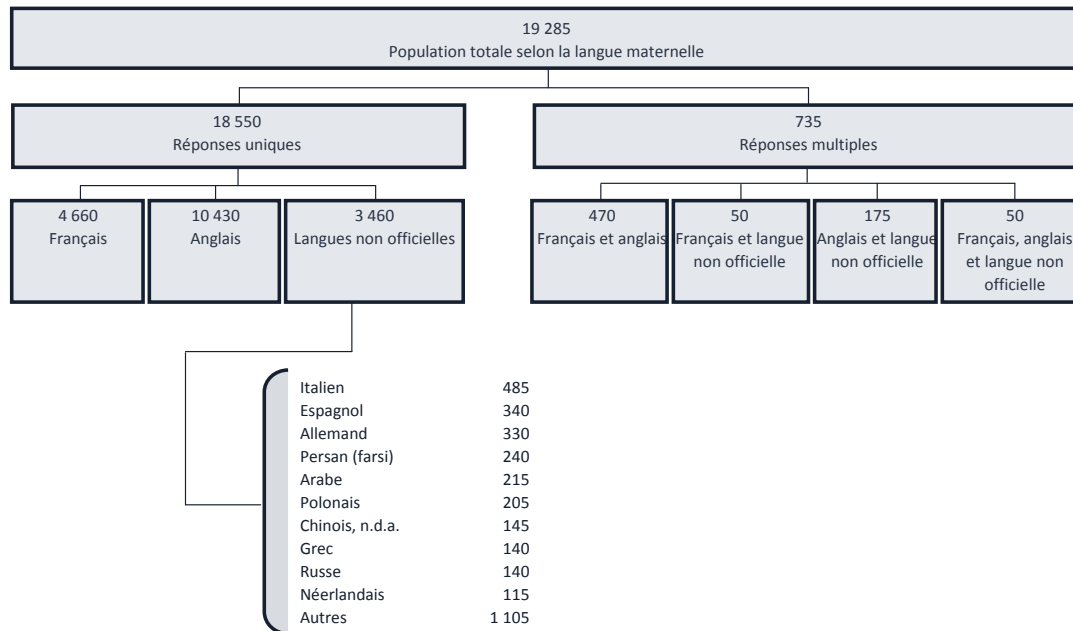 19 285
Population totale selon la langue maternelle
18 550
Réponses uniques
735
Réponses multiples
4 660
Français
10 430
Anglais
3 460
Langues non officielles
470
Français et anglais
50
Français et langue
non officielle
175
Anglais et langue
non officielle
50
Français, anglais
et langue non
officielle
Italien 485
Espagnol 340
Allemand 330
Persan (farsi) 240
Arabe 215
Polonais 205
Chinois, n.d.a. 145
Grec 140
Russe 140
Néerlandais 115
Autres 1 105